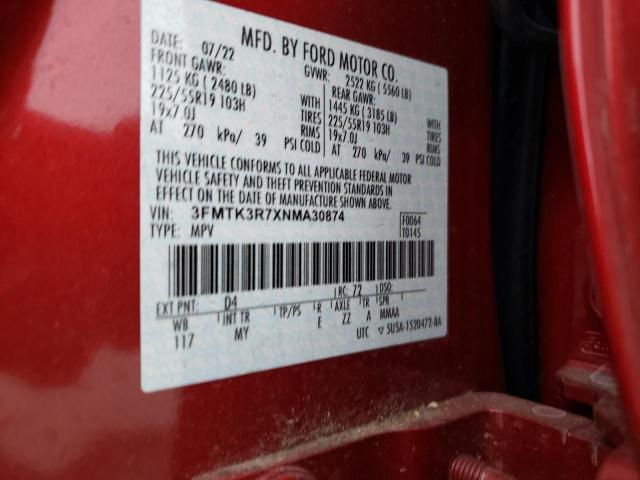 MFD. BY FORD MOTOR CO.
DATE: 07/22 GVWR: 2522 KG (5560 LB)
FRONT GAWR: REAR GAWR:
1125 KG (2480 LB) WITH 1445 KG (3185 LB) WITH
225/55R19 103H TIRES 225/55R19 103H TIRES
19x7.0J RIMS 19x7.0J RIMS
AT 270 kPa/ 39 PSI COLD AT 270 kPa/ 39 PSI COLD
THIS VEHICLE CONFORMS TO ALL APPLICABLE FEDERAL MOTOR
VEHICLE SAFETY AND THEFT PREVENTION STANDARDS IN
EFFECT ON THE DATE OF MANUFACTURE SHOWN ABOVE.
VIN: 3FMTK3R7XNMA30874 F0064
TYPE: MPV T0145
EXT PNT: D4 RC: 72 DSO:
WB INT TR TP/PS R AXLE TR SPR
117 MY E ZZ A MMAA
UTC ▽ 5U5A-1520472-BA